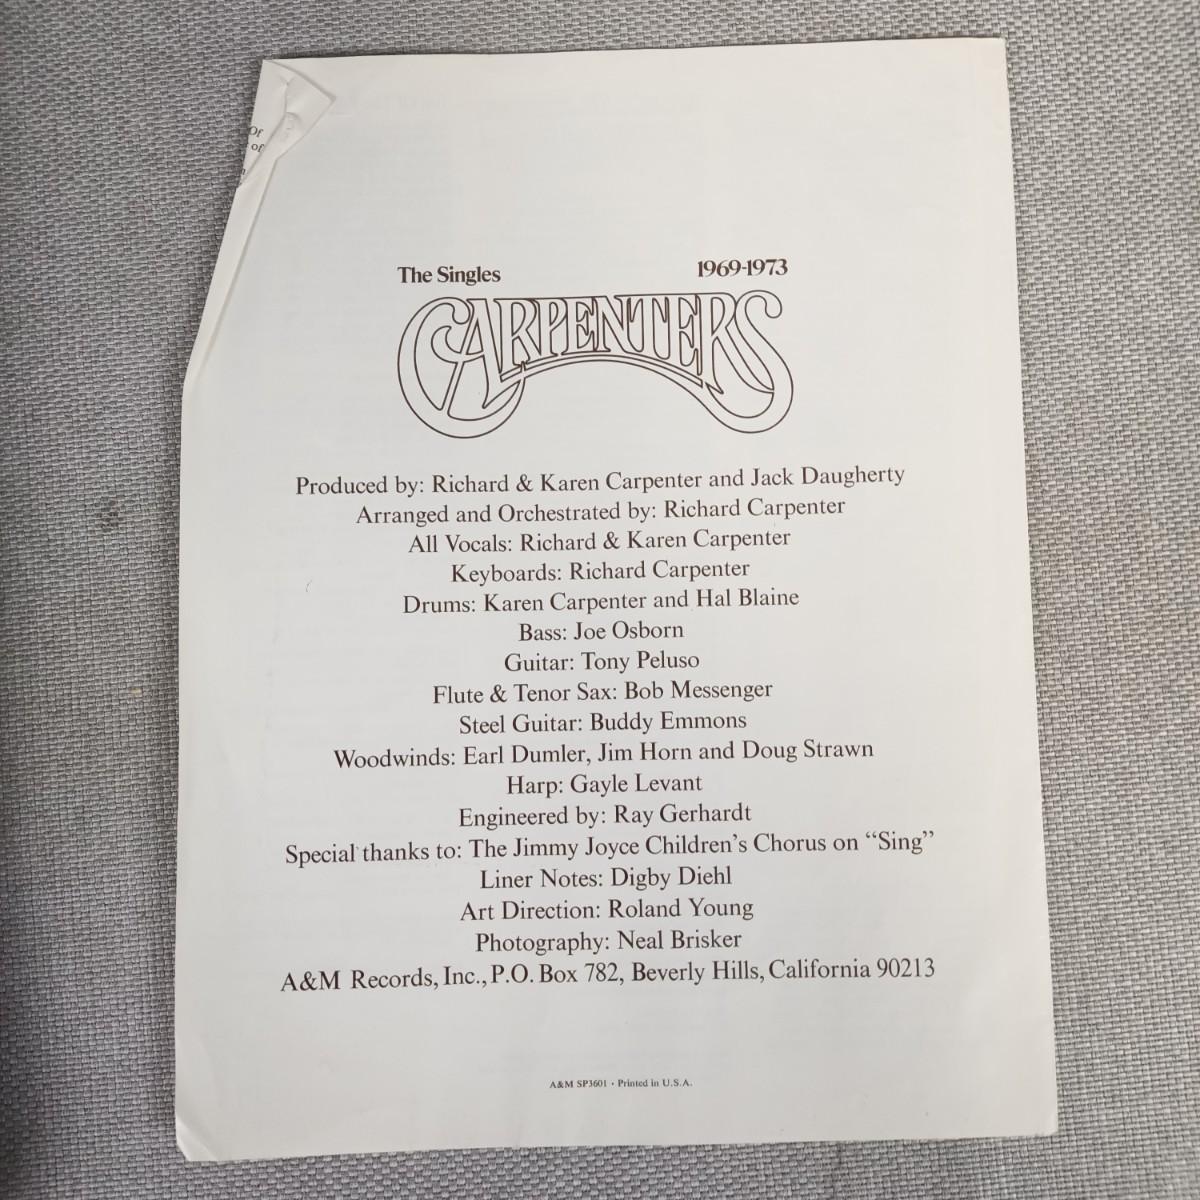 Of
of
The Singles 1969-1973
CARPENTERS
Produced by: Richard & Karen Carpenter and Jack Daugherty
Arranged and Orchestrated by: Richard Carpenter
All Vocals: Richard & Karen Carpenter
Keyboards: Richard Carpenter
Drums: Karen Carpenter and Hal Blaine
Bass: Joe Osborn
Guitar: Tony Peluso
Flute & Tenor Sax: Bob Messenger
Steel Guitar: Buddy Emmons
Woodwinds: Earl Dumler, Jim Horn and Doug Strawn
Harp: Gayle Levant
Engineered by: Ray Gerhardt
Special thanks to: The Jimmy Joyce Children's Chorus on “Sing”
Liner Notes: Digby Diehl
Art Direction: Roland Young
Photography: Neal Brisker
A&M Records, Inc., P.O. Box 782, Beverly Hills, California 90213
A&M SP3601 · Printed in U.S.A.